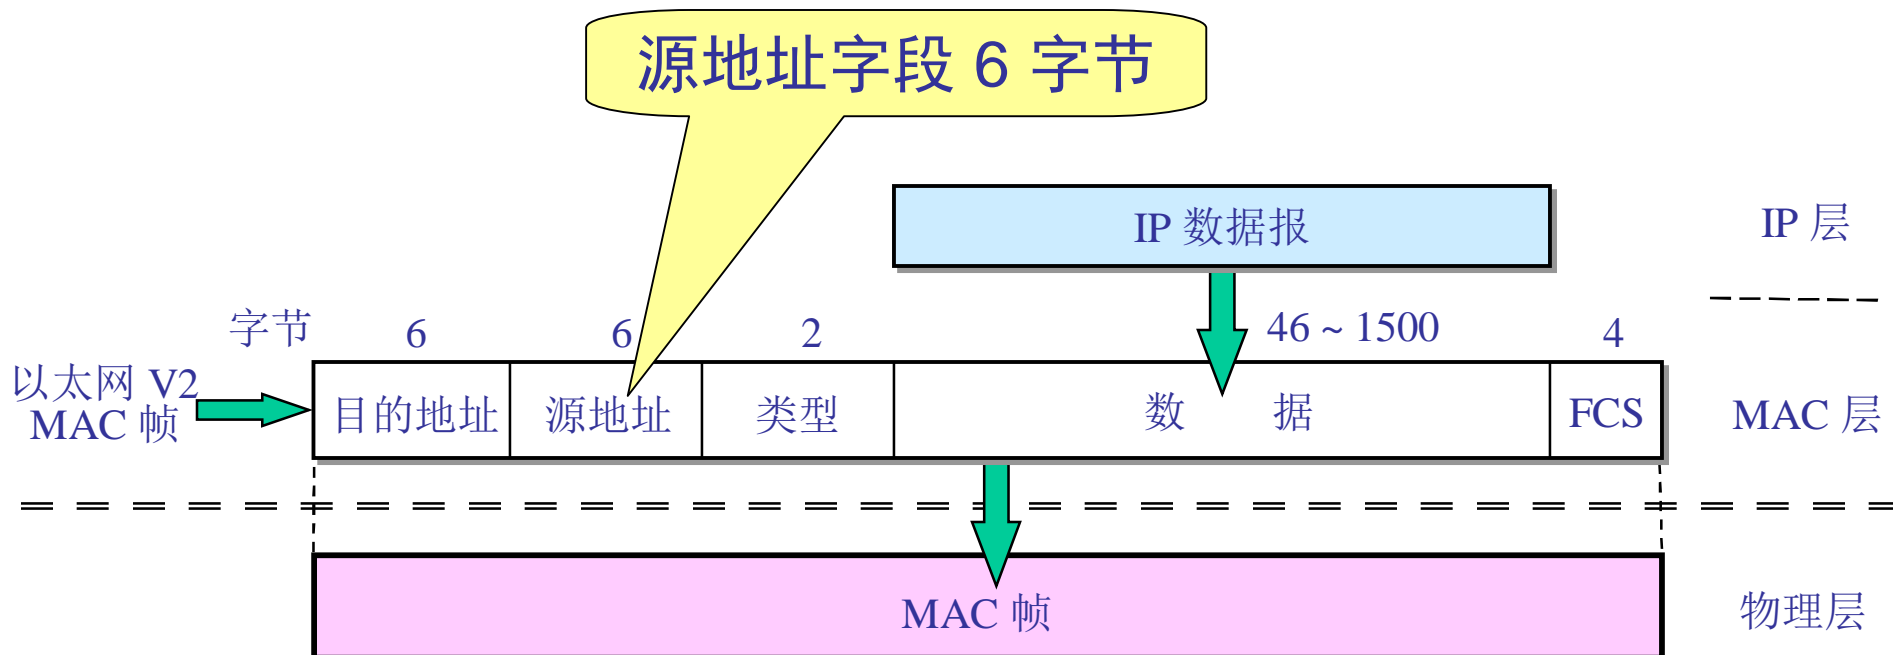 源地址字段 6 字节
IP 数据报
IP 层
字节 6 6 2 46 ~ 1500 4
以太网 V2
MAC 帧
目的地址 源地址 类型 数 据 FCS
MAC 层
MAC 帧
物理层